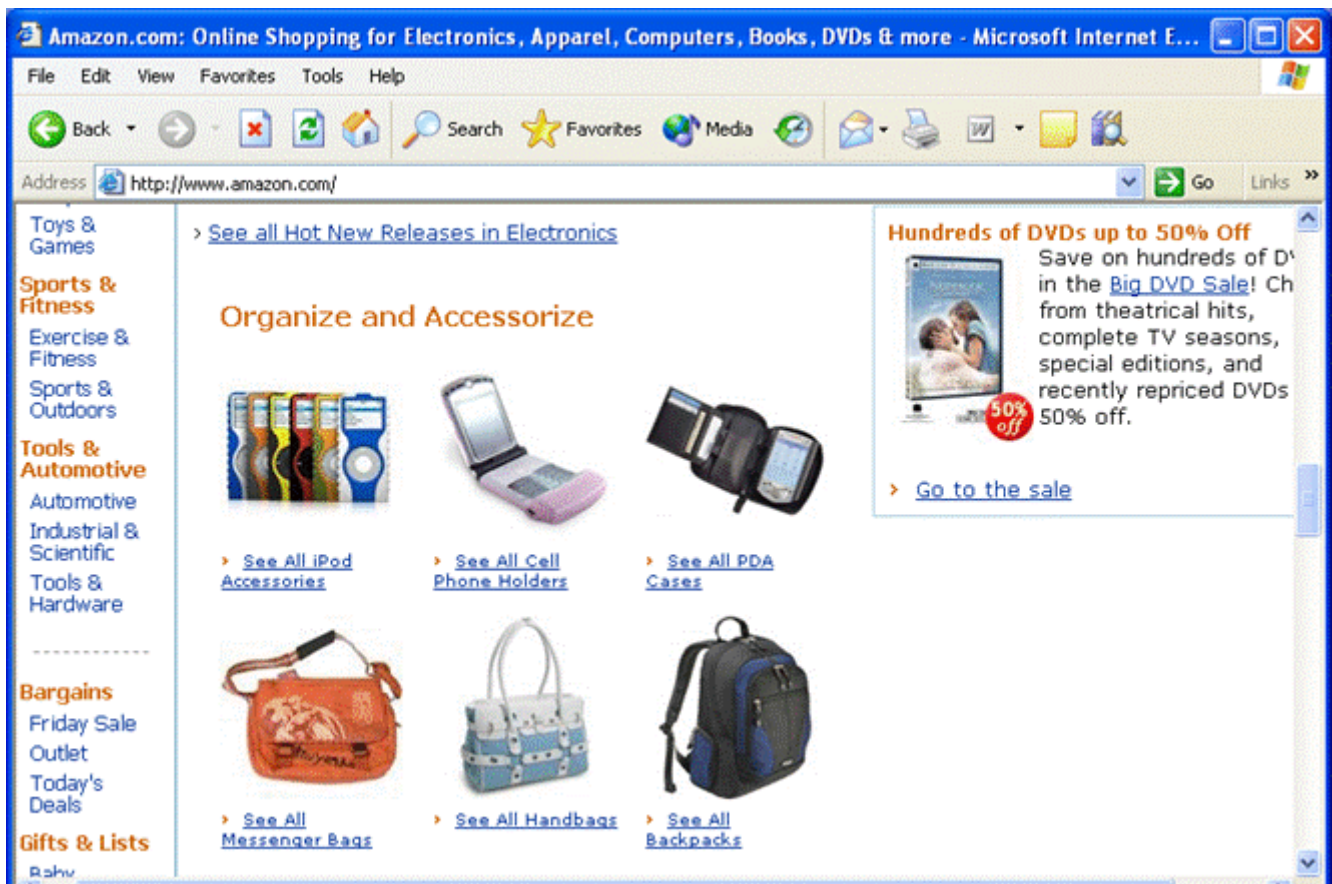 Amazon.com: Online Shopping for Electronics, Apparel, Computers, Books, DVDs & more - Microsoft Internet E...
File Edit View Favorites Tools Help
Back Search Favorites Media
Address http://www.amazon.com/ Go Links »
Toys &
Games
Sports &
Fitness
Exercise &
Fitness
Sports &
Outdoors
Tools &
Automotive
Automotive
Industrial &
Scientific
Tools &
Hardware
------------
Bargains
Friday Sale
Outlet
Today's
Deals
Gifts & Lists
Baby
› See all Hot New Releases in Electronics
Organize and Accessorize
› See All iPod
Accessories
› See All Cell
Phone Holders
› See All PDA
Cases
› See All
Messenger Bags
› See All Handbags
› See All
Backpacks
Hundreds of DVDs up to 50% Off
Save on hundreds of DV
in the Big DVD Sale! Ch
from theatrical hits,
complete TV seasons,
special editions, and
recently repriced DVDs
50% off.
50%
off
› Go to the sale